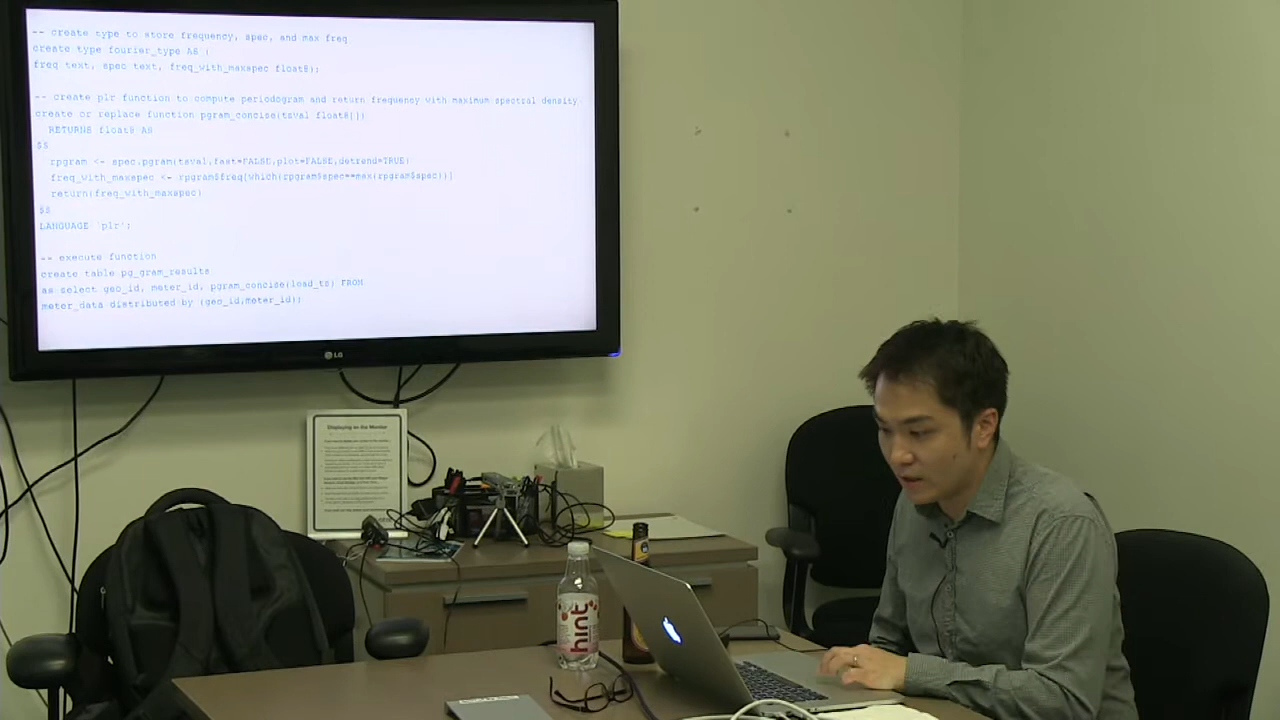 -- create type to store frequency, spec, and max freq
create type fourier_type AS (
freq text, spec text, freq_with_maxspec float8);
-- create plr function to compute periodogram and return frequency with maximum spectral density
create or replace function pgram_concise(tsval float8[])
RETURNS float8 AS
$$
rpgram <- spec.pgram(tsval,fast=FALSE,plot=FALSE,detrend=TRUE)
freq_with_maxspec <- rpgram$freq[which(rpgram$spec==max(rpgram$spec))]
return(freq_with_maxspec)
$$
LANGUAGE 'plr';
-- execute function
create table pg_gram_results
as select geo_id, meter_id, pgram_concise(load_ts) FROM
meter_data distributed by (geo_id,meter_id));
LG
Displaying on the Monitor
hint